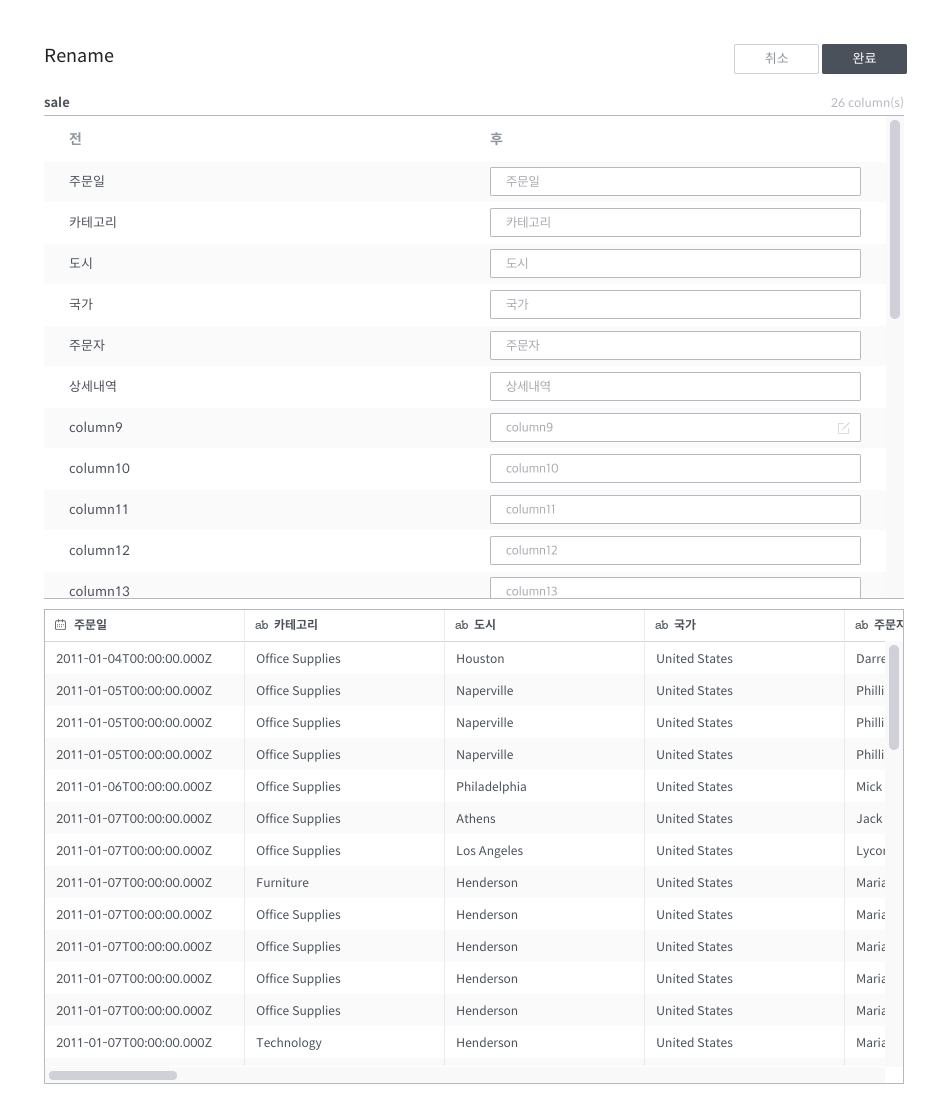 Rename
취소
완료
sale
26 column(s)
전 후
주문일 주문일
카테고리 카테고리
도시 도시
국가 국가
주문자 주문자
상세내역 상세내역
column9 column9
column10 column10
column11 column11
column12 column12
column13 column13
주문일 ab 카테고리 ab 도시 ab 국가 ab 주문자
2011-01-04T00:00:00.000Z Office Supplies Houston United States Darre
2011-01-05T00:00:00.000Z Office Supplies Naperville United States Philli
2011-01-05T00:00:00.000Z Office Supplies Naperville United States Philli
2011-01-05T00:00:00.000Z Office Supplies Naperville United States Philli
2011-01-06T00:00:00.000Z Office Supplies Philadelphia United States Mick
2011-01-07T00:00:00.000Z Office Supplies Athens United States Jack
2011-01-07T00:00:00.000Z Office Supplies Los Angeles United States Lycor
2011-01-07T00:00:00.000Z Furniture Henderson United States Maria
2011-01-07T00:00:00.000Z Office Supplies Henderson United States Maria
2011-01-07T00:00:00.000Z Office Supplies Henderson United States Maria
2011-01-07T00:00:00.000Z Office Supplies Henderson United States Maria
2011-01-07T00:00:00.000Z Office Supplies Henderson United States Maria
2011-01-07T00:00:00.000Z Technology Henderson United States Maria